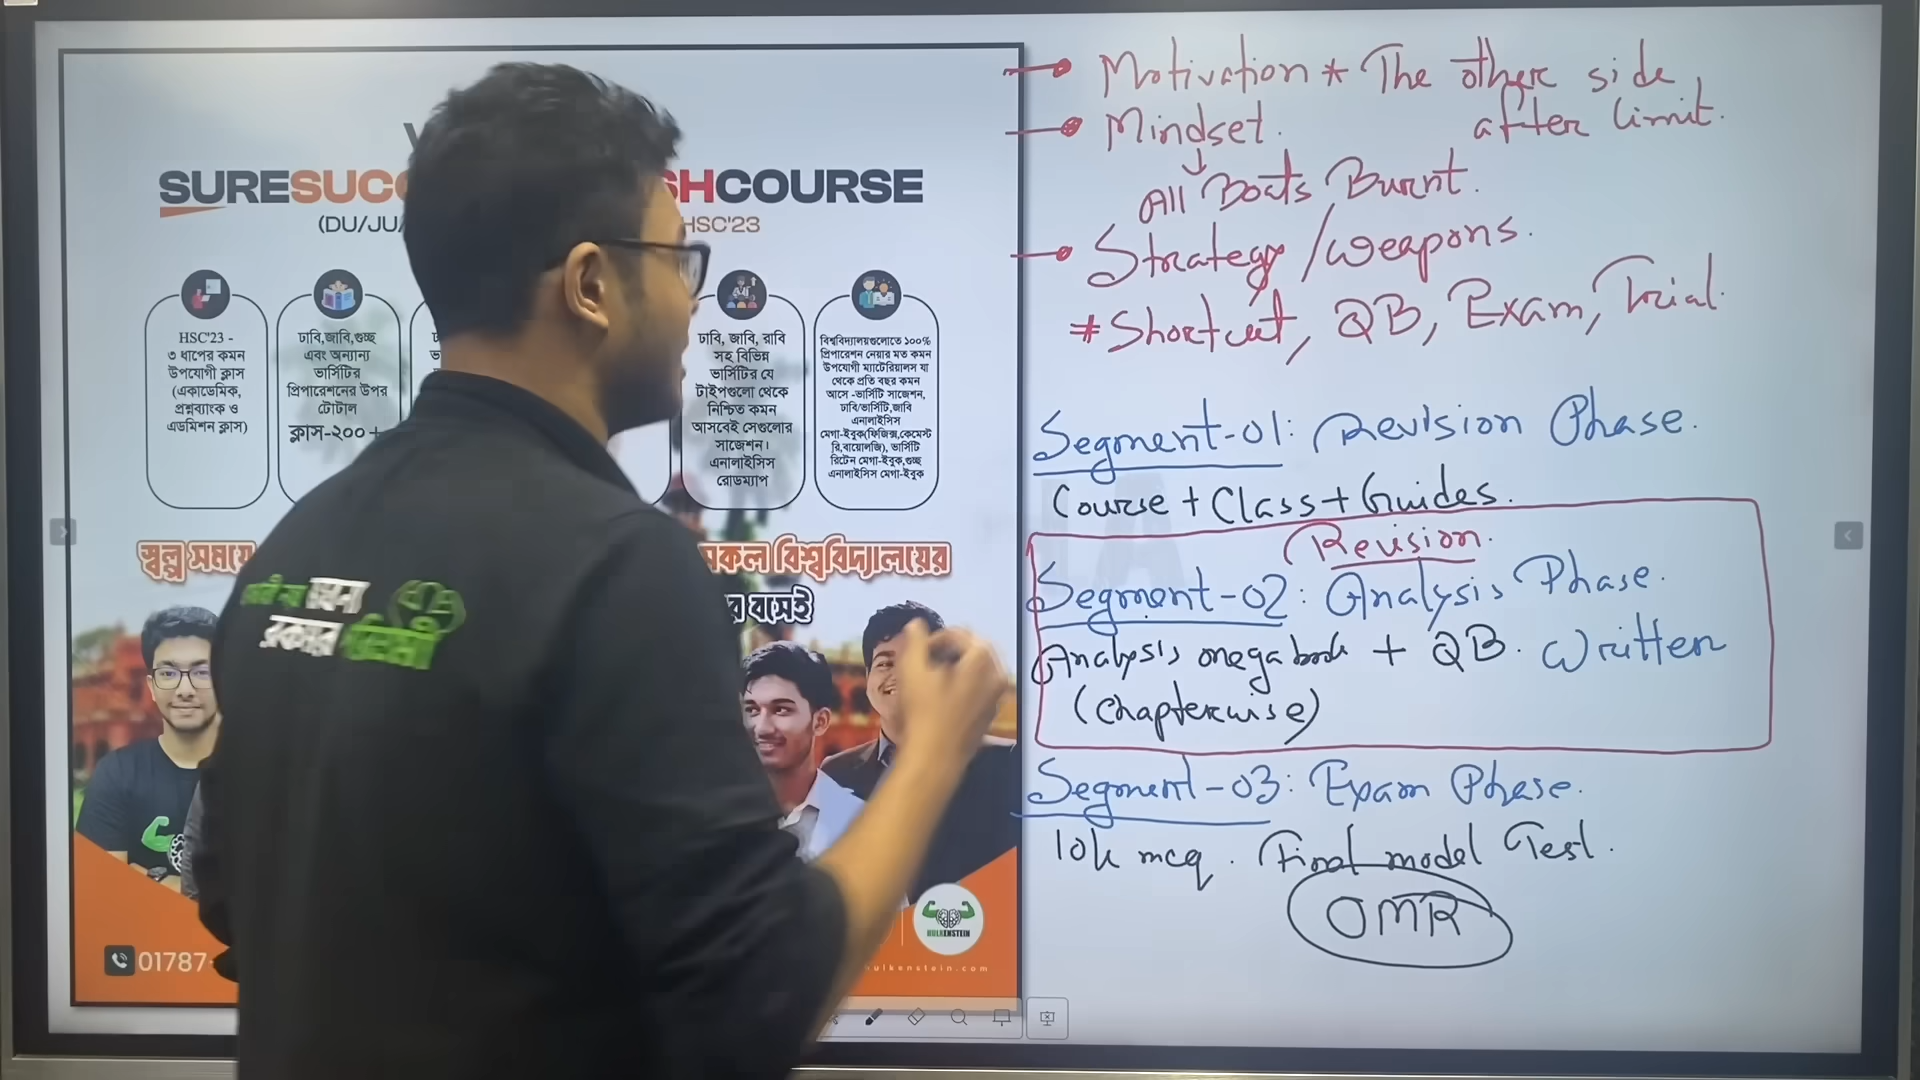 SURESUCC
SHCOURSE
(DU/JU/
HSC'23
HSC'23 -
৩ ধাপের কমন
উপযোগী ক্লাস
(একাডেমিক,
প্রশ্নব্যাংক ও
এডমিশন ক্লাস)
ঢাবি,জাবি,গুচ্ছ
এবং অন্যান্য
ভার্সিটির
প্রিপারেশনের উপর
টোটাল
ক্লাস-২০০+
ঢাবি, জাবি, রাবি
সহ বিভিন্ন
ভার্সিটির যে
টাইপগুলো থেকে
নিশ্চিত কমন
আসবেই সেগুলোর
সাজেশন।
এনালাইসিস
রোডম্যাপ
বিশ্ববিদ্যালয়গুলোতে ১০০%
প্রিপারেশন নেয়ার মত কমন
উপযোগী ম্যাটেরিয়ালস যা
থেকে প্রতি বছর কমন
আসে -ভার্সিটি সাজেশন,
ঢাবি/ভার্সিটি,জাবি
এনালাইসিস
মেগা-ইবুক(ফিজিক্স,কেমেস্ট
রি,বায়োলজি), ভার্সিটি
রিটেন মেগা-ইবুক,গুচ্ছ
এনালাইসিস মেগা-ইবুক
স্বল্প সময়ে
সকল বিশ্ববিদ্যালয়ের
বসেই
01787-
HULKENSTEIN
ulkenstein.com
Motivation * The other side
after limit.
Mindset.
All Boats Burnt.
Strategy/weapons.
# Shortcut, QB, Exam, Trial.
Segment-01: Revision Phase.
Course + Class + Guides.
Revision.
Segment-02: Analysis Phase.
Analysis mega book + QB. Written
(Chapterwise)
Segment-03: Exam Phase.
10k mcq. Final model Test.
OMR